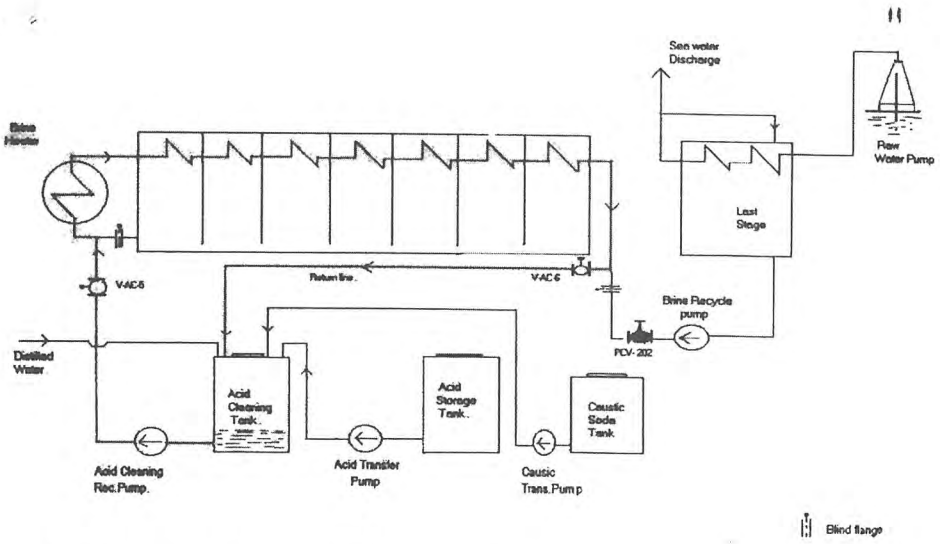 Sea water
Discharge
Raw
Water Pump
Brine
Heater
Last
Stage
V-AC-5
Return line.
V-AC-6
Brine Recycle
pump
PCV-202
Distilled
Water
Acid
Cleaning
Tank.
Acid
Storage
Tank.
Caustic
Soda
Tank
Acid Cleaning
Rec.Pump.
Acid Transfer
Pump
Causic
Trans.Pump
Blind flange